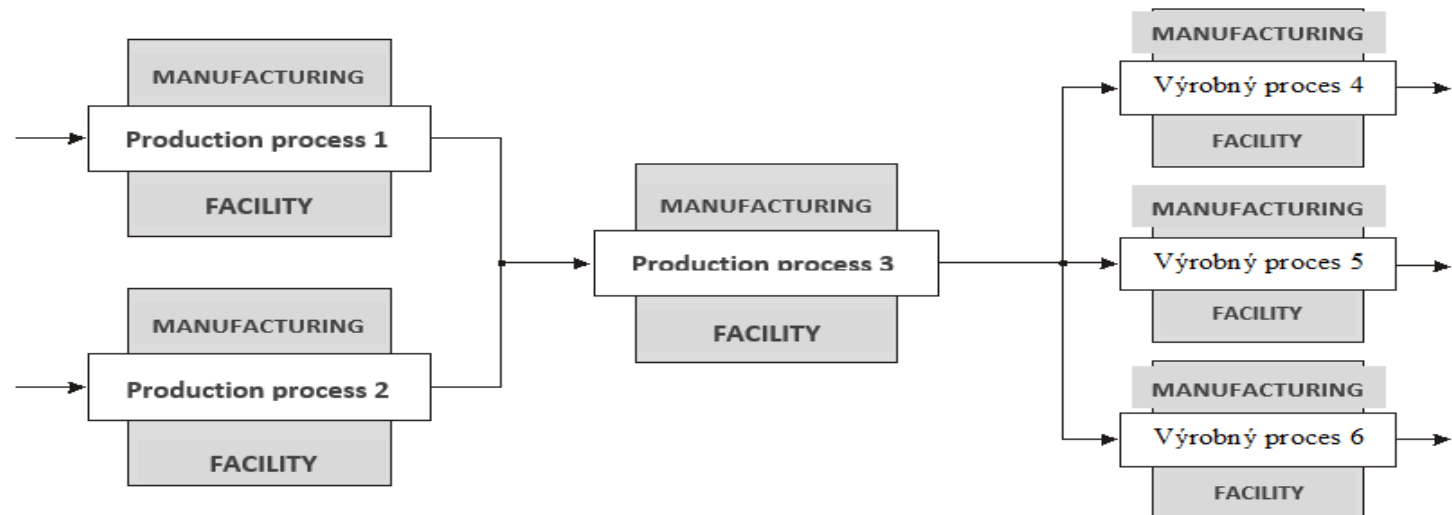 MANUFACTURING
Production process 1
FACILITY
MANUFACTURING
Production process 2
FACILITY
MANUFACTURING
Production process 3
FACILITY
MANUFACTURING
Výrobný proces 4
FACILITY
MANUFACTURING
Výrobný proces 5
FACILITY
MANUFACTURING
Výrobný proces 6
FACILITY